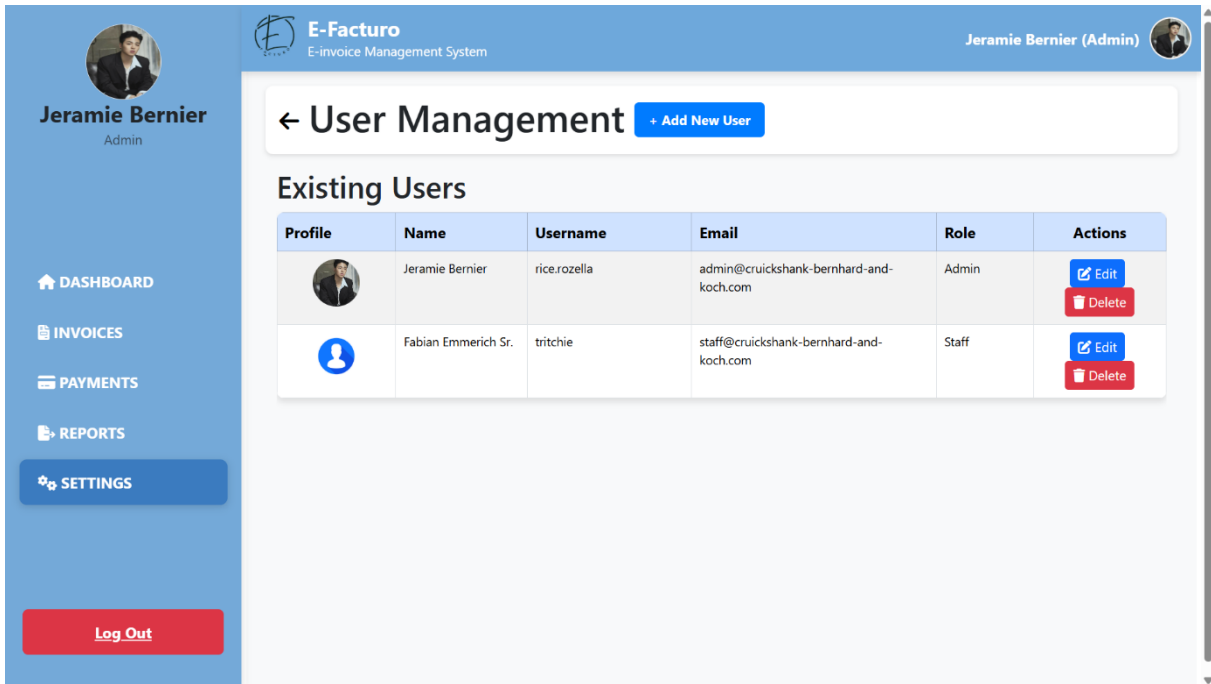 Jeramie Bernier
Admin
DASHBOARD
INVOICES
PAYMENTS
REPORTS
SETTINGS
Log Out
E-Facturo
E-invoice Management System
Jeramie Bernier (Admin)
← User Management
+ Add New User
Existing Users
Profile Name Username Email Role Actions
Jeramie Bernier rice.rozella admin@cruickshank-bernhard-and- Admin Edit
koch.com Delete
Fabian Emmerich Sr. tritchie staff@cruickshank-bernhard-and- Staff Edit
koch.com Delete